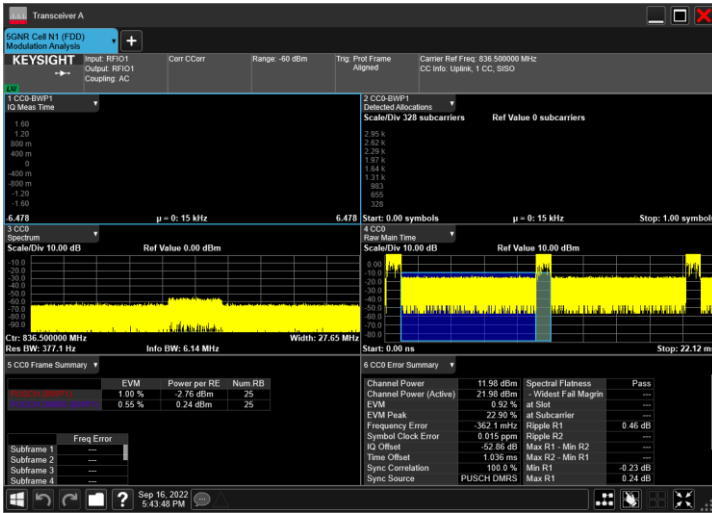 Transceiver A
5GNR Cell N1 (FDD)
Modulation Analysis
KEYSIGHT
Input: RFIO1
Output: RFIO1
Coupling: AC
Corr CCorr
Range: -60 dBm
Trig: Prot Frame
Aligned
Carrier Ref Freq: 836.500000 MHz
CC Info: Uplink, 1 CC, SISO
1 CC0-BWP1
IQ Meas Time
1.60
1.20
800 m
400 m
0
-400 m
-800 m
-1.20
-1.60
-6.478 μ = 0: 15 kHz 6.478
2 CC0-BWP1
Detected Allocations
Scale/Div 328 subcarriers Ref Value 0 subcarriers
2.95 k
2.62 k
2.29 k
1.97 k
1.64 k
1.31 k
983
655
328
Start: 0.00 symbols μ = 0: 15 kHz Stop: 1.00 symbols
3 CC0
Spectrum
Scale/Div 10.00 dB Ref Value 0.00 dBm
-10.0
-20.0
-30.0
-40.0
-50.0
-60.0
-70.0
-80.0
-90.0
Ctr: 836.500000 MHz Width: 27.65 MHz
Res BW: 377.1 Hz Info BW: 6.14 MHz
4 CC0
Raw Main Time
Scale/Div 10.00 dB Ref Value 10.00 dBm
0.00
-10.0
-20.0
-30.0
-40.0
-50.0
-60.0
-70.0
-80.0
Start: 0.00 ns Stop: 22.12 m
5 CC0 Frame Summary
EVM Power per RE Num.RB
1.00 % -2.76 dBm 25
0.55 % 0.24 dBm 25
Freq Error
Subframe 1 ---
Subframe 2 ---
Subframe 3 ---
Subframe 4 ---
6 CC0 Error Summary
Channel Power 11.98 dBm Spectral Flatness Pass
Channel Power (Active) 21.98 dBm - Widest Fail Magrin ---
EVM 0.92 % at Slot ---
EVM Peak 22.90 % at Subcarrier ---
Frequency Error -362.1 mHz Ripple R1 0.46 dB
Symbol Clock Error 0.015 ppm Ripple R2 ---
IQ Offset -52.86 dB Max R1 - Min R2 ---
Time Offset 1.036 ms Max R2 - Min R1 ---
Sync Correlation 100.0 % Min R1 -0.23 dB
Sync Source PUSCH DMRS Max R1 0.24 dB
Sep 16, 2022
5:43:48 PM